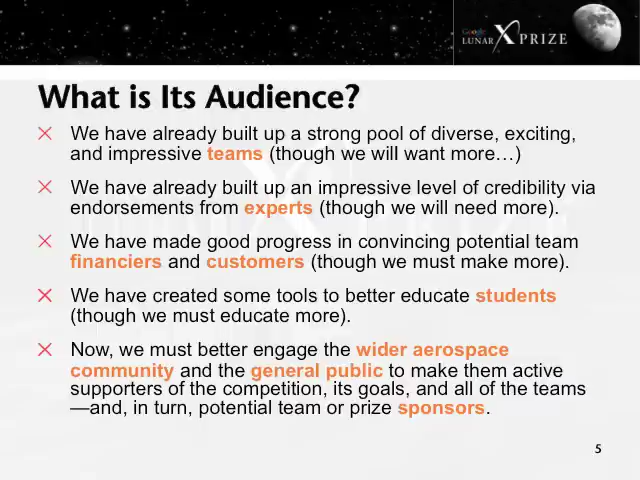 Google
LUNAR X PRIZE
What is Its Audience?
We have already built up a strong pool of diverse, exciting,
and impressive teams (though we will want more…)
We have already built up an impressive level of credibility via
endorsements from experts (though we will need more).
We have made good progress in convincing potential team
financiers and customers (though we must make more).
We have created some tools to better educate students
(though we must educate more).
Now, we must better engage the wider aerospace
community and the general public to make them active
supporters of the competition, its goals, and all of the teams
—and, in turn, potential team or prize sponsors.
5